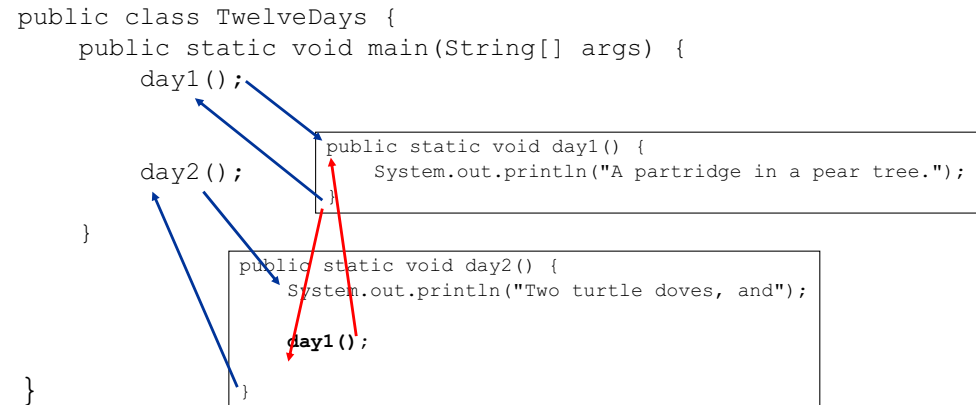 public class TwelveDays {
public static void main(String[] args) {
day1();
public static void day1() {
System.out.println("A partridge in a pear tree.");
}
day2();
}
public static void day2() {
System.out.println("Two turtle doves, and");
day1();
}
}